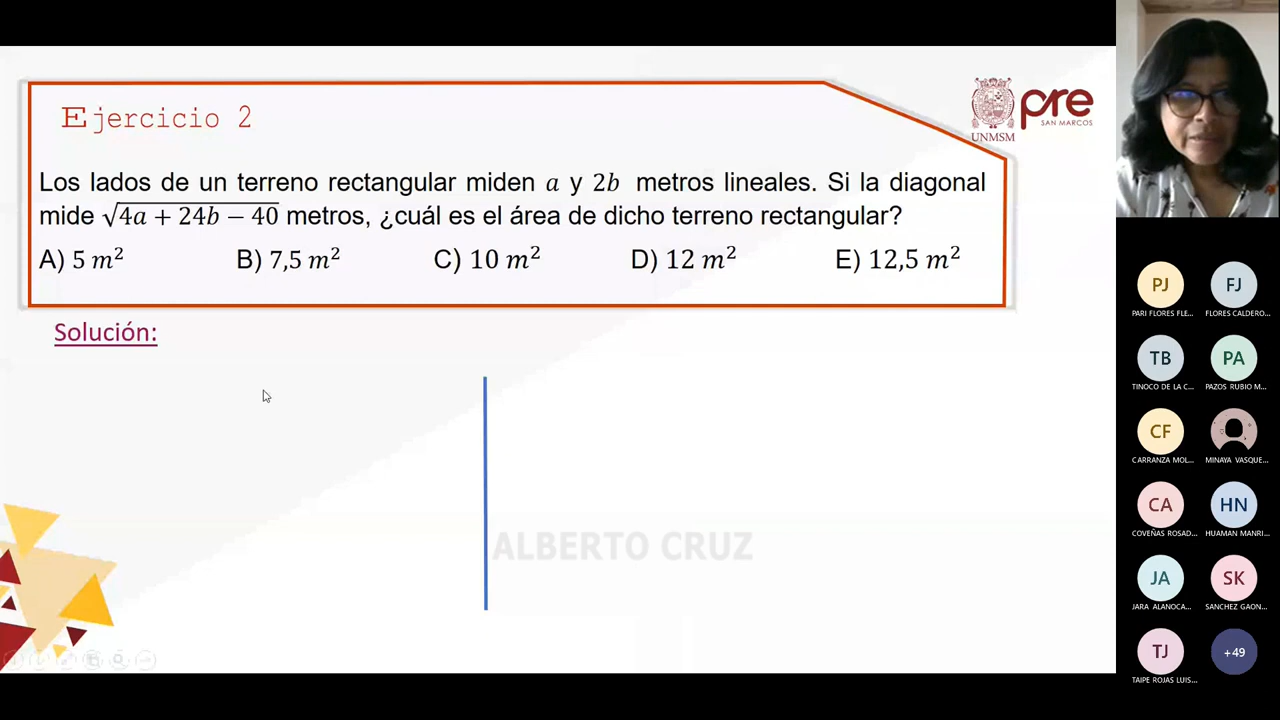 Ejercicio 2
UNMSM
pre
SAN MARCOS
Los lados de un terreno rectangular miden a y 2b metros lineales. Si la diagonal
mide √(4a + 24b − 40) metros, ¿cuál es el área de dicho terreno rectangular?
A) 5 m² B) 7,5 m² C) 10 m² D) 12 m² E) 12,5 m²
Solución:
ALBERTO CRUZ
PJ FJ
PARI FLORES FLE... FLORES CALDERO...
TB PA
TINOCO DE LA C... PAZOS RUBIO M...
CF
CARRANZA MOL... MINAYA VASQUE...
CA HN
COVEÑAS ROSAD... HUAMAN MANRI...
JA SK
JARA ALANOCA... SANCHEZ GAON...
TJ +49
TAIPE ROJAS LUIS...